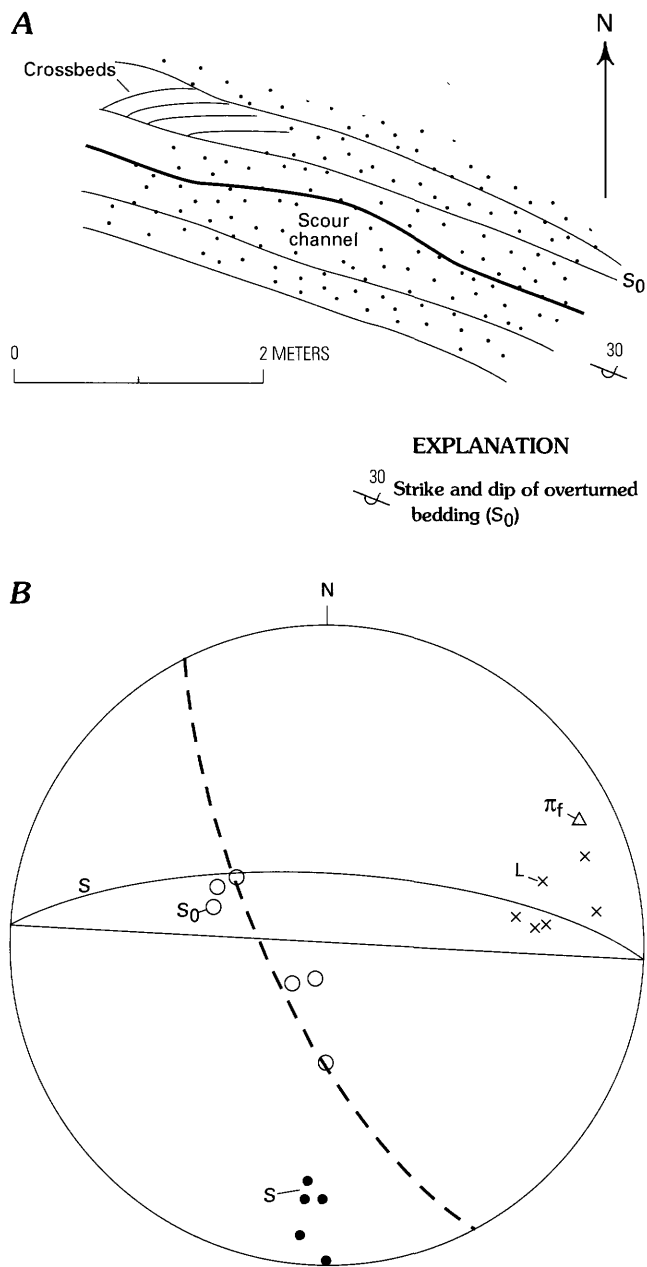 A
N
Crossbeds
Scour
channel
S0
0
2 METERS
30
EXPLANATION
30
Strike and dip of overturned
bedding (S0)
B
N
πf
L
S
S0
S